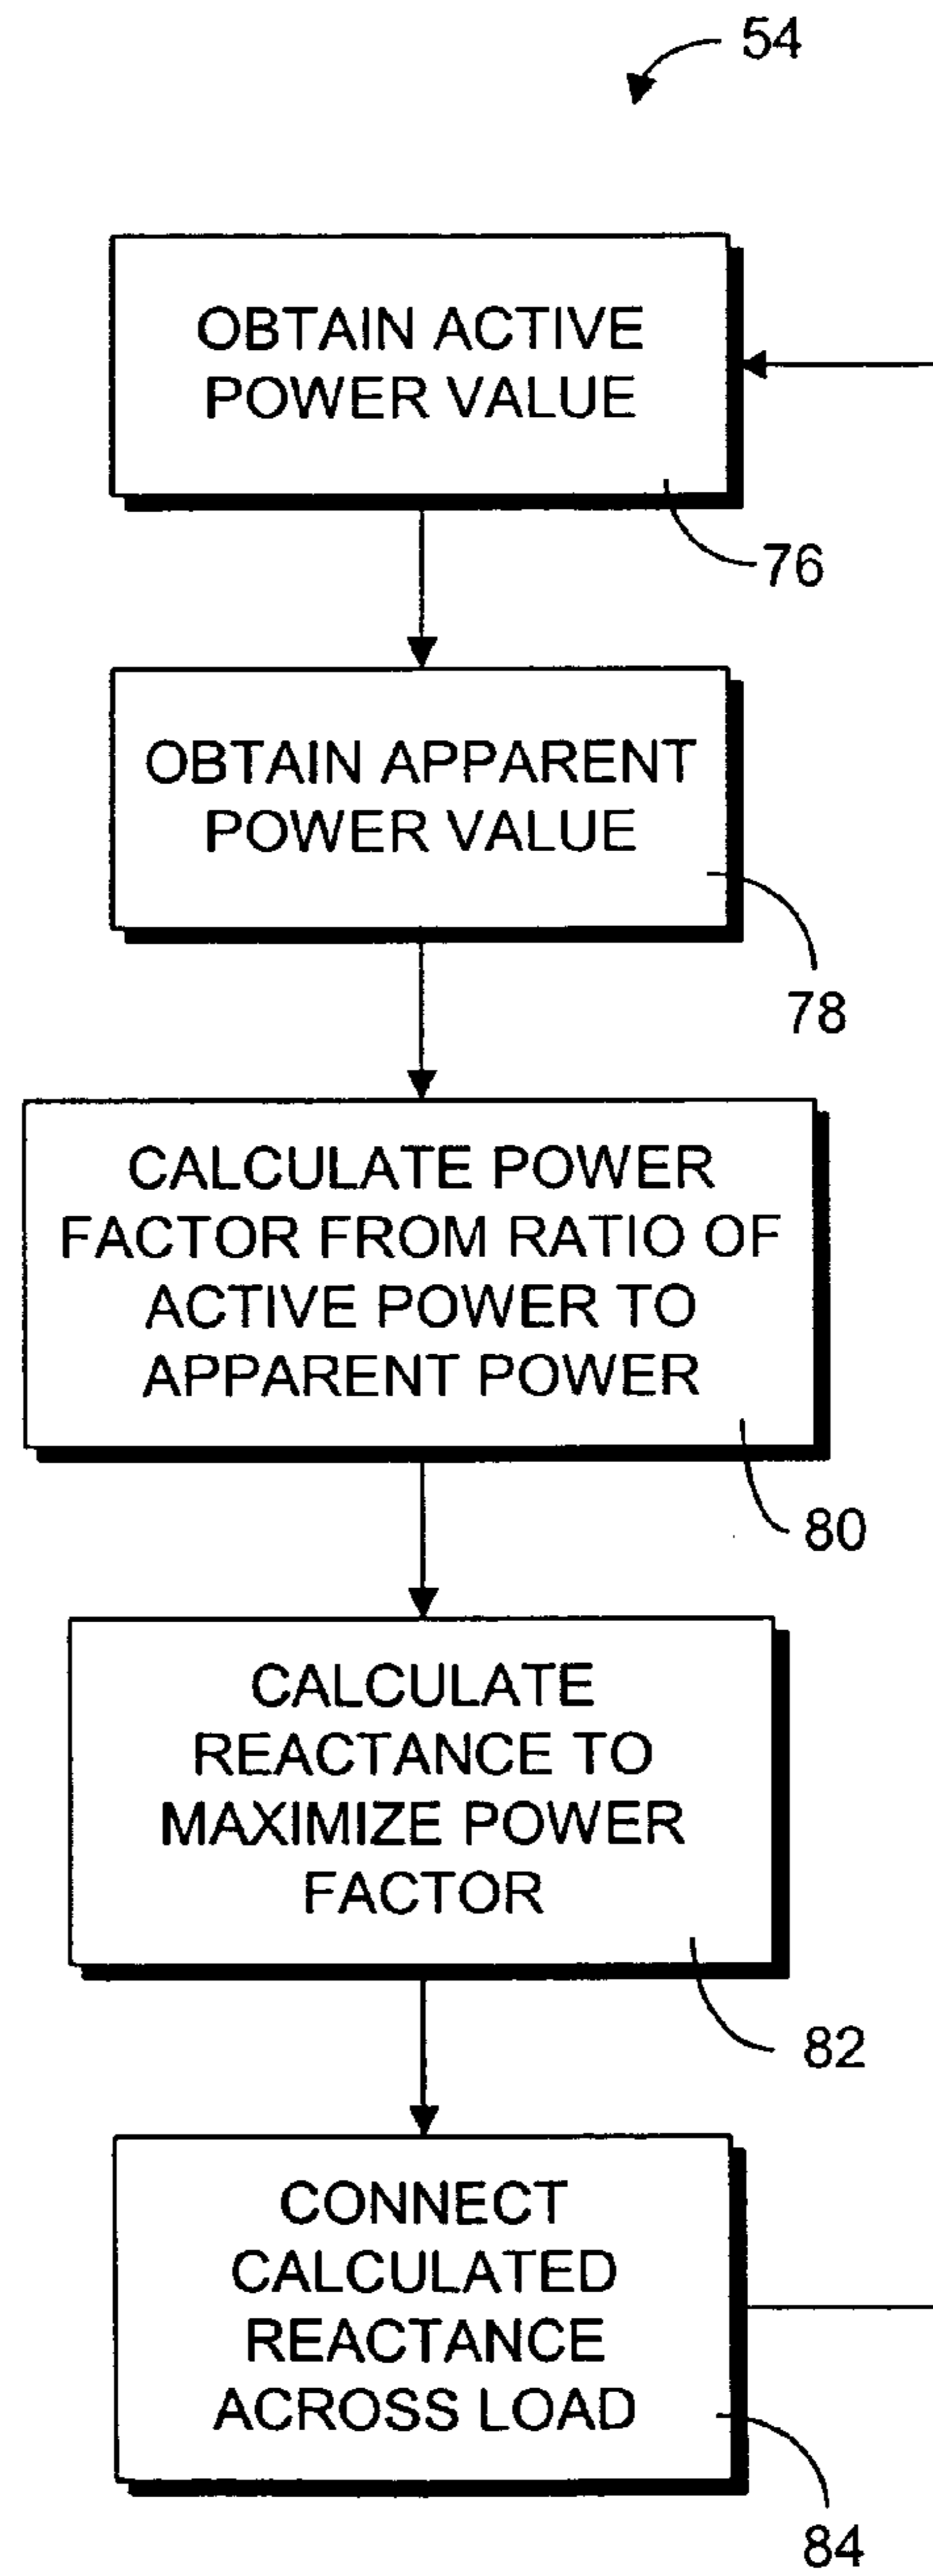 54
OBTAIN ACTIVE
POWER VALUE
76
OBTAIN APPARENT
POWER VALUE
78
CALCULATE POWER
FACTOR FROM RATIO OF
ACTIVE POWER TO
APPARENT POWER
80
CALCULATE
REACTANCE TO
MAXIMIZE POWER
FACTOR
82
CONNECT
CALCULATED
REACTANCE
ACROSS LOAD
84